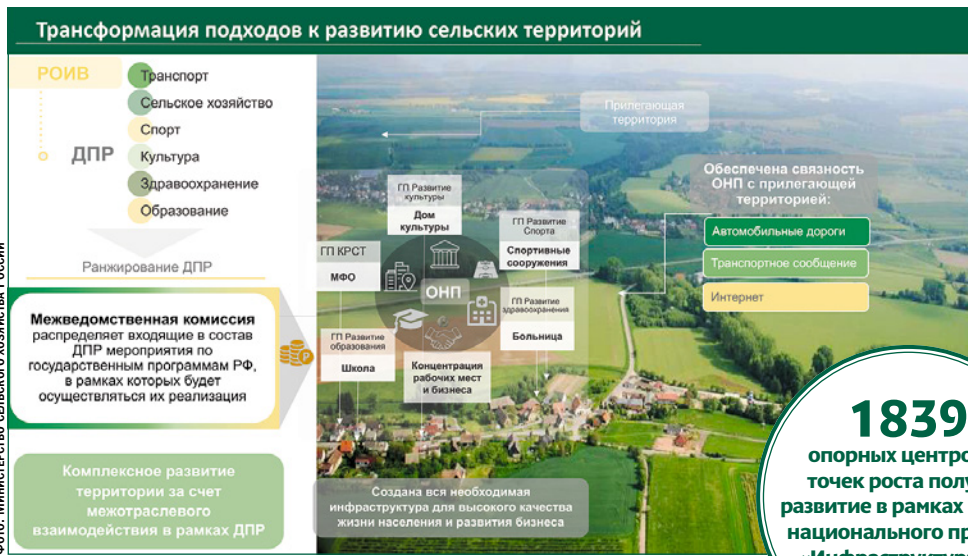 Трансформация подходов к развитию сельских территорий
РОИВ
ДПР
Транспорт
Сельское хозяйство
Спорт
Культура
Здравоохранение
Образование
Ранжирование ДПР
Межведомственная комиссия
распределяет входящие в состав
ДПР мероприятия по
государственным программам РФ,
в рамках которых будет
осуществляться их реализация
Комплексное развитие
территории за счет
межотраслевого
взаимодействия в рамках ДПР
Прилегающая
территория
ГП Развитие
культуры
Дом
культуры
ГП Развитие
Спорта
Спортивные
сооружения
ГП КРСТ
МФО
ОНП
ГП Развитие
здравоохранения
Больница
ГП Развитие
образования
Школа
Концентрация
рабочих мест
и бизнеса
Создана вся необходимая
инфраструктура для высокого качества
жизни населения и развития бизнеса
Обеспечена связность
ОНП с прилегающей
территорией:
Автомобильные дороги
Транспортное сообщение
Интернет
1839
опорных
точек роста
развитие в рамках
национального
ФОТО: МИНИСТЕРСТВО СЕЛЬСКОГО ХОЗЯЙСТВА РОССИИ